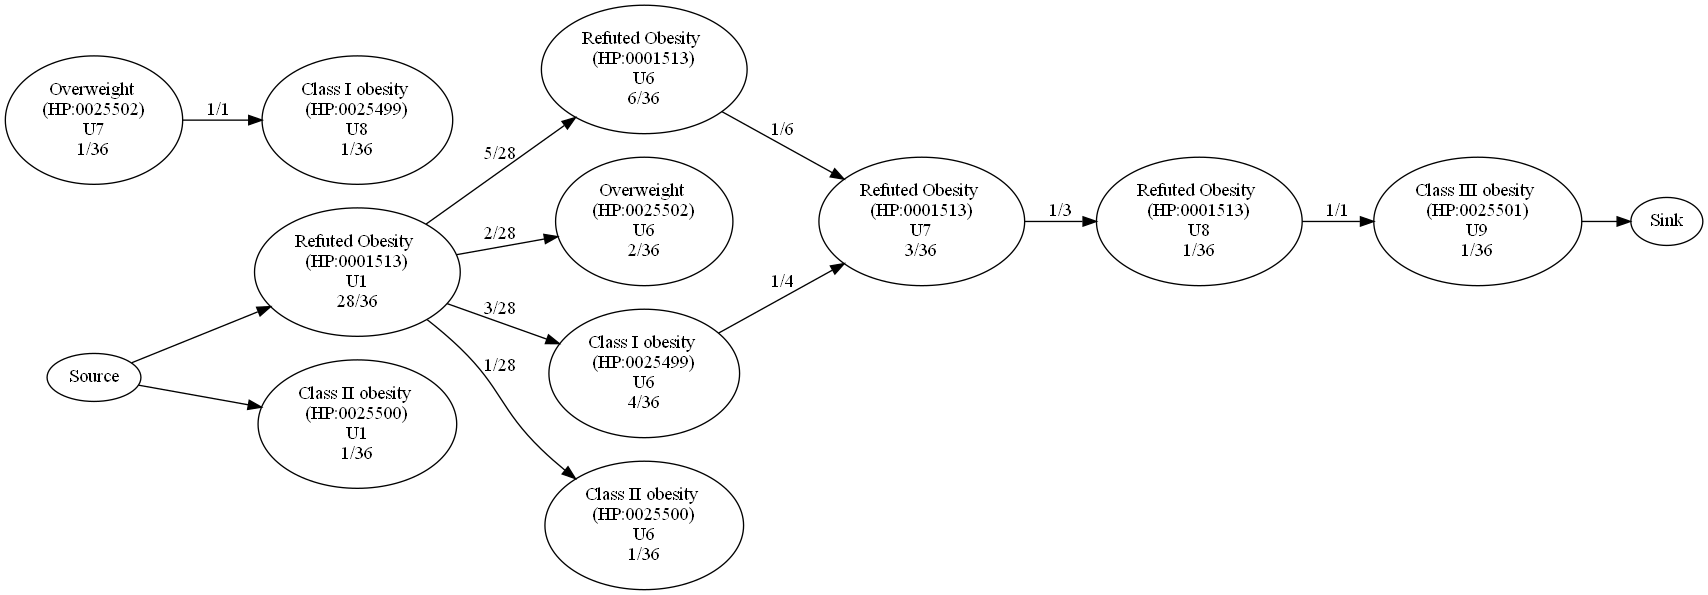 Overweight
(HP:0025502)
U7
1/36
1/1
Class I obesity
(HP:0025499)
U8
1/36
Source
Refuted Obesity
(HP:0001513)
U1
28/36
Class II obesity
(HP:0025500)
U1
1/36
5/28
2/28
3/28
1/28
Refuted Obesity
(HP:0001513)
U6
6/36
Overweight
(HP:0025502)
U6
2/36
Class I obesity
(HP:0025499)
U6
4/36
Class II obesity
(HP:0025500)
U6
1/36
1/6
1/4
Refuted Obesity
(HP:0001513)
U7
3/36
1/3
Refuted Obesity
(HP:0001513)
U8
1/36
1/1
Class III obesity
(HP:0025501)
U9
1/36
Sink